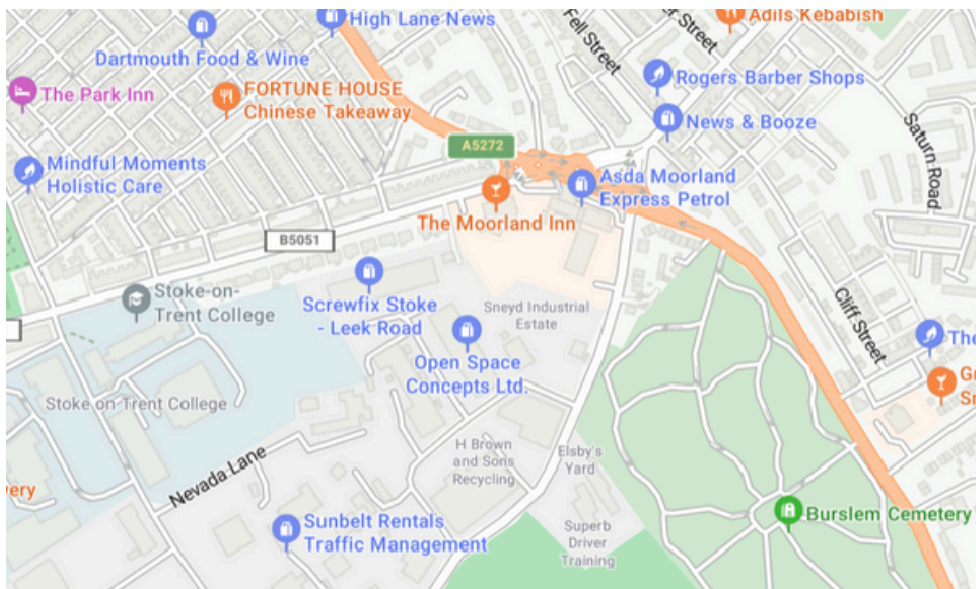 High Lane News
Adils Kebabish
Dartmouth Food & Wine
Fell Street
Street
Rogers Barber Shops
The Park Inn
FORTUNE HOUSE
Chinese Takeaway
News & Booze
Saturn Road
A5272
Mindful Moments
Holistic Care
Asda Moorland
Express Petrol
The Moorland Inn
B5051
Stoke-on-
Trent College
Screwfix Stoke
- Leek Road
Sneyd Industrial
Estate
Cliff Street
The
Open Space
Concepts Ltd.
Stoke on Trent College
H Brown
and Sons
Recycling
Elsby's
Yard
Nevada Lane
Burslem Cemetery
Sunbelt Rentals
Traffic Management
Superb
Driver
Training